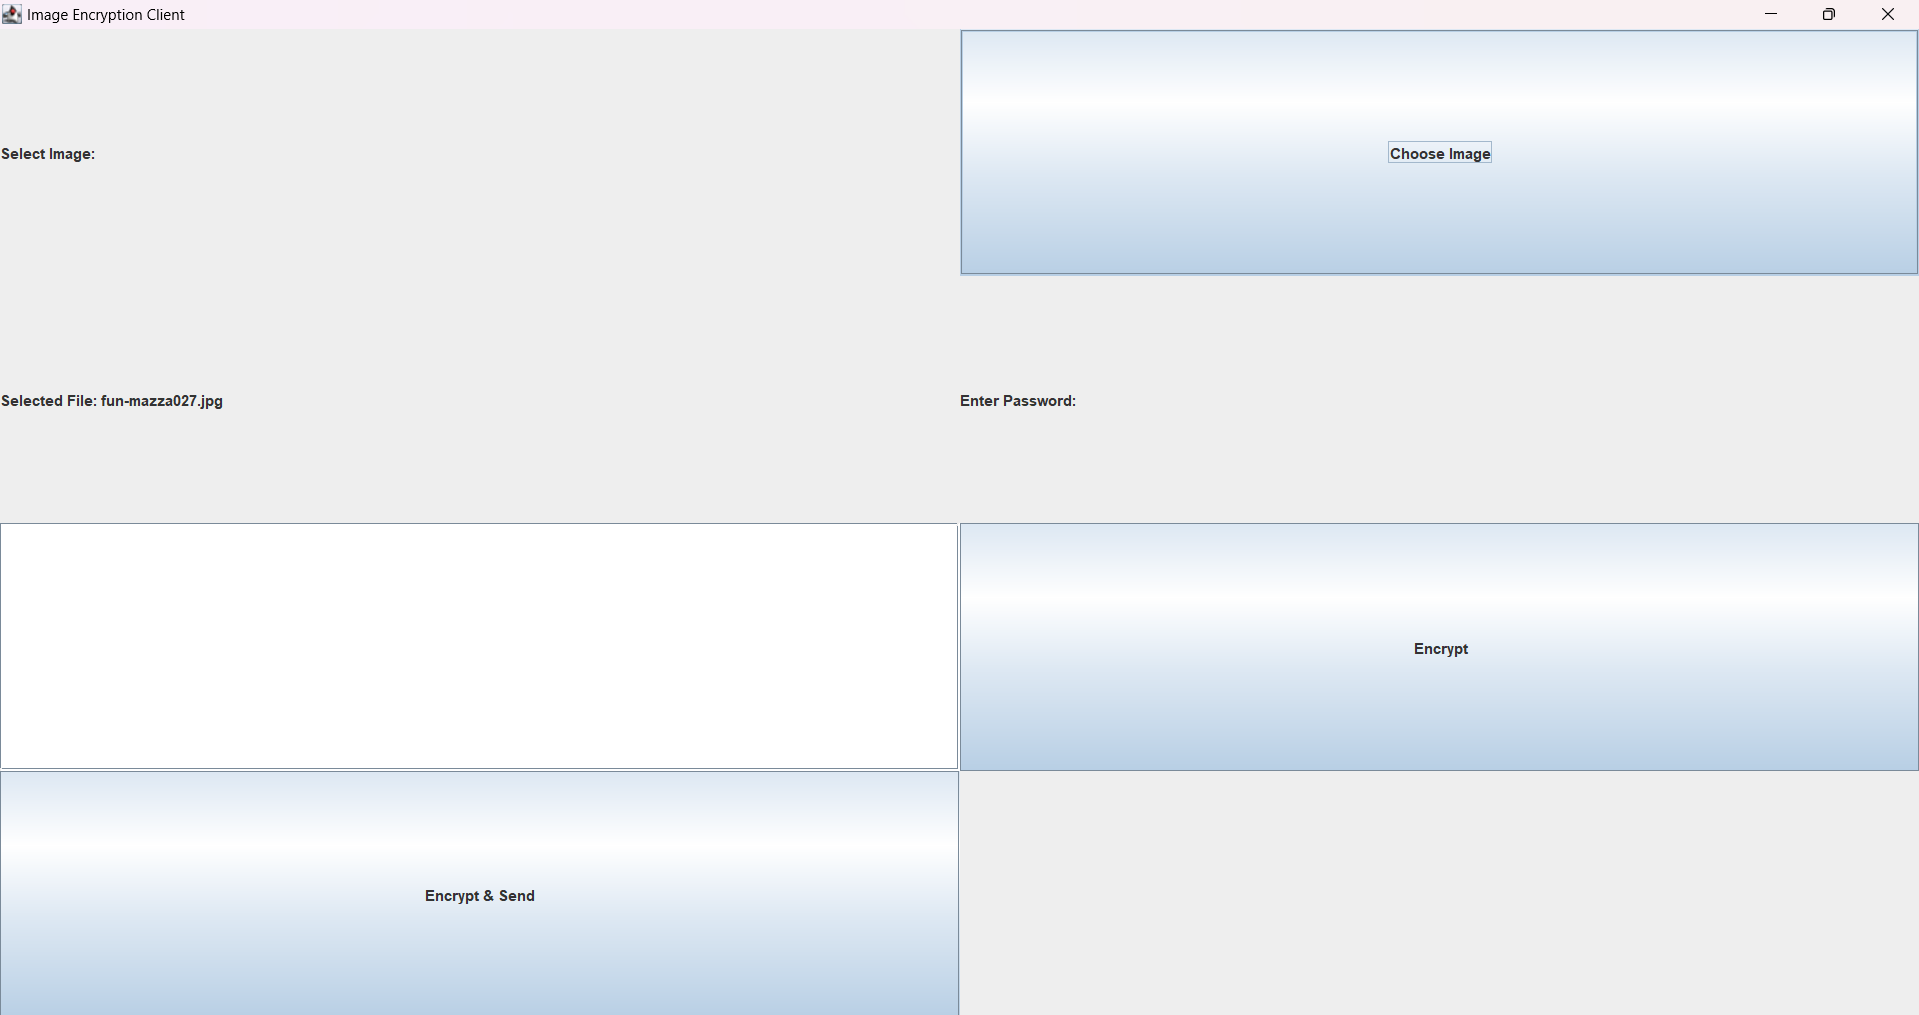 Image Encryption Client
Select Image:
Choose Image
Selected File: fun-mazza027.jpg
Enter Password:
Encrypt
Encrypt & Send